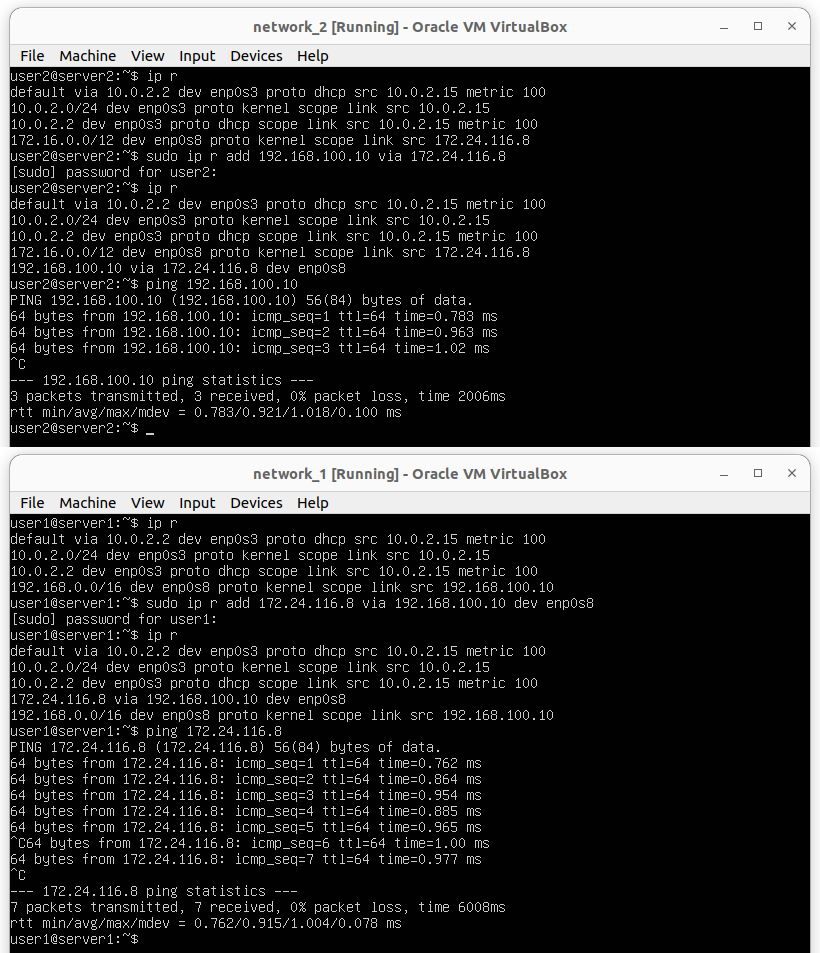 network_2 [Running] - Oracle VM VirtualBox
File Machine View Input Devices Help
user2@server2:~$ ip r
default via 10.0.2.2 dev enp0s3 proto dhcp src 10.0.2.15 metric 100
10.0.2.0/24 dev enp0s3 proto kernel scope link src 10.0.2.15
10.0.2.2 dev enp0s3 proto dhcp scope link src 10.0.2.15 metric 100
172.16.0.0/12 dev enp0s8 proto kernel scope link src 172.24.116.8
user2@server2:~$ sudo ip r add 192.168.100.10 via 172.24.116.8
[sudo] password for user2:
user2@server2:~$ ip r
default via 10.0.2.2 dev enp0s3 proto dhcp src 10.0.2.15 metric 100
10.0.2.0/24 dev enp0s3 proto kernel scope link src 10.0.2.15
10.0.2.2 dev enp0s3 proto dhcp scope link src 10.0.2.15 metric 100
172.16.0.0/12 dev enp0s8 proto kernel scope link src 172.24.116.8
192.168.100.10 via 172.24.116.8 dev enp0s8
user2@server2:~$ ping 192.168.100.10
PING 192.168.100.10 (192.168.100.10) 56(84) bytes of data.
64 bytes from 192.168.100.10: icmp_seq=1 ttl=64 time=0.783 ms
64 bytes from 192.168.100.10: icmp_seq=2 ttl=64 time=0.963 ms
64 bytes from 192.168.100.10: icmp_seq=3 ttl=64 time=1.02 ms
^C
--- 192.168.100.10 ping statistics ---
3 packets transmitted, 3 received, 0% packet loss, time 2006ms
rtt min/avg/max/mdev = 0.783/0.921/1.018/0.100 ms
user2@server2:~$ _
network_1 [Running] - Oracle VM VirtualBox
File Machine View Input Devices Help
user1@server1:~$ ip r
default via 10.0.2.2 dev enp0s3 proto dhcp src 10.0.2.15 metric 100
10.0.2.0/24 dev enp0s3 proto kernel scope link src 10.0.2.15
10.0.2.2 dev enp0s3 proto dhcp scope link src 10.0.2.15 metric 100
192.168.0.0/16 dev enp0s8 proto kernel scope link src 192.168.100.10
user1@server1:~$ sudo ip r add 172.24.116.8 via 192.168.100.10 dev enp0s8
[sudo] password for user1:
user1@server1:~$ ip r
default via 10.0.2.2 dev enp0s3 proto dhcp src 10.0.2.15 metric 100
10.0.2.0/24 dev enp0s3 proto kernel scope link src 10.0.2.15
10.0.2.2 dev enp0s3 proto dhcp scope link src 10.0.2.15 metric 100
172.24.116.8 via 192.168.100.10 dev enp0s8
192.168.0.0/16 dev enp0s8 proto kernel scope link src 192.168.100.10
user1@server1:~$ ping 172.24.116.8
PING 172.24.116.8 (172.24.116.8) 56(84) bytes of data.
64 bytes from 172.24.116.8: icmp_seq=1 ttl=64 time=0.762 ms
64 bytes from 172.24.116.8: icmp_seq=2 ttl=64 time=0.864 ms
64 bytes from 172.24.116.8: icmp_seq=3 ttl=64 time=0.954 ms
64 bytes from 172.24.116.8: icmp_seq=4 ttl=64 time=0.885 ms
64 bytes from 172.24.116.8: icmp_seq=5 ttl=64 time=0.965 ms
^C64 bytes from 172.24.116.8: icmp_seq=6 ttl=64 time=1.00 ms
64 bytes from 172.24.116.8: icmp_seq=7 ttl=64 time=0.977 ms
^C
--- 172.24.116.8 ping statistics ---
7 packets transmitted, 7 received, 0% packet loss, time 6008ms
rtt min/avg/max/mdev = 0.762/0.915/1.004/0.078 ms
user1@server1:~$